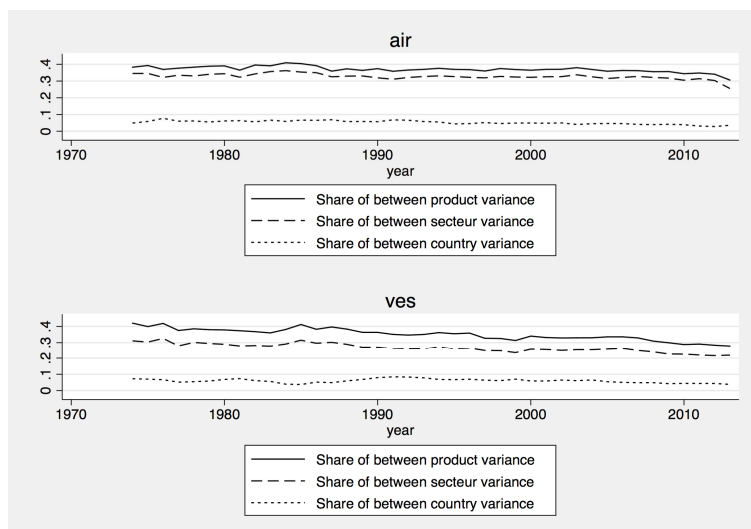 air
.4
.3
.2
.1
0
1970 1980 1990 2000 2010
year
Share of between product variance
Share of between secteur variance
Share of between country variance
ves
.4
.3
.2
.1
0
1970 1980 1990 2000 2010
year
Share of between product variance
Share of between secteur variance
Share of between country variance